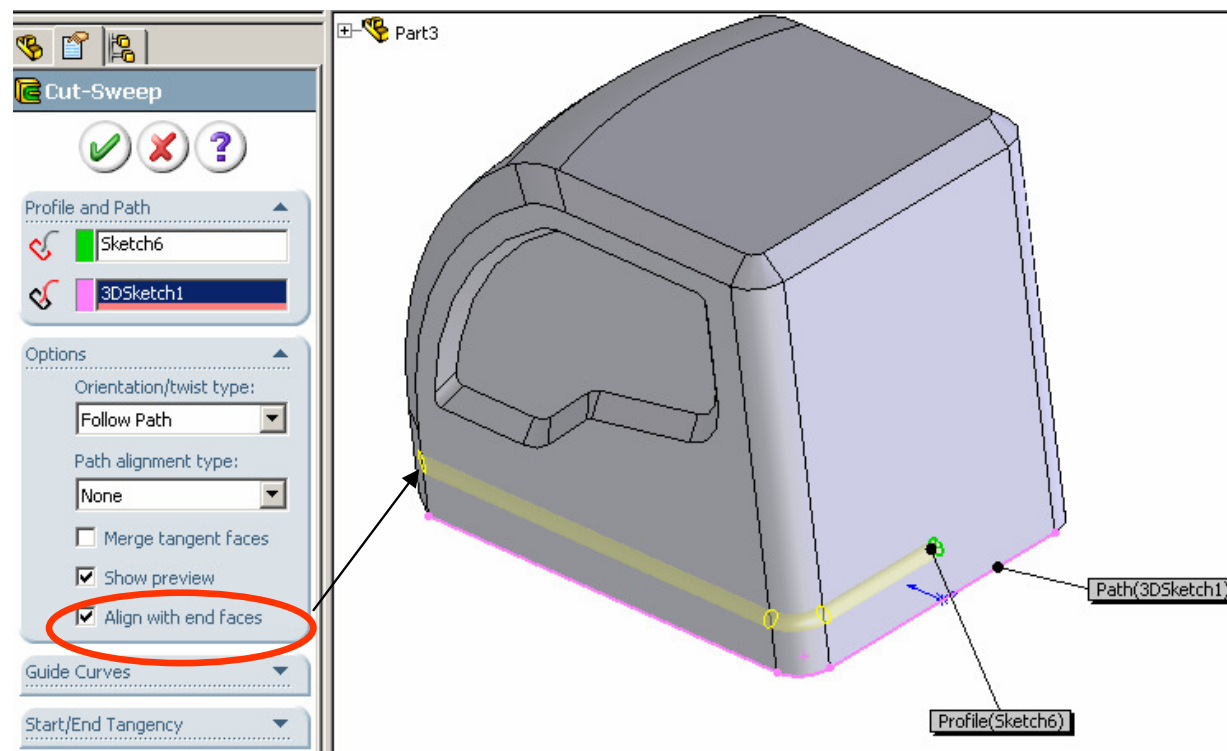 Part3
Cut-Sweep
?
Profile and Path
Sketch6
3DSketch1
Options
Orientation/twist type:
Follow Path
Path alignment type:
None
Merge tangent faces
Show preview
Align with end faces
Guide Curves
Start/End Tangency
Path(3DSketch1)
Profile(Sketch6)